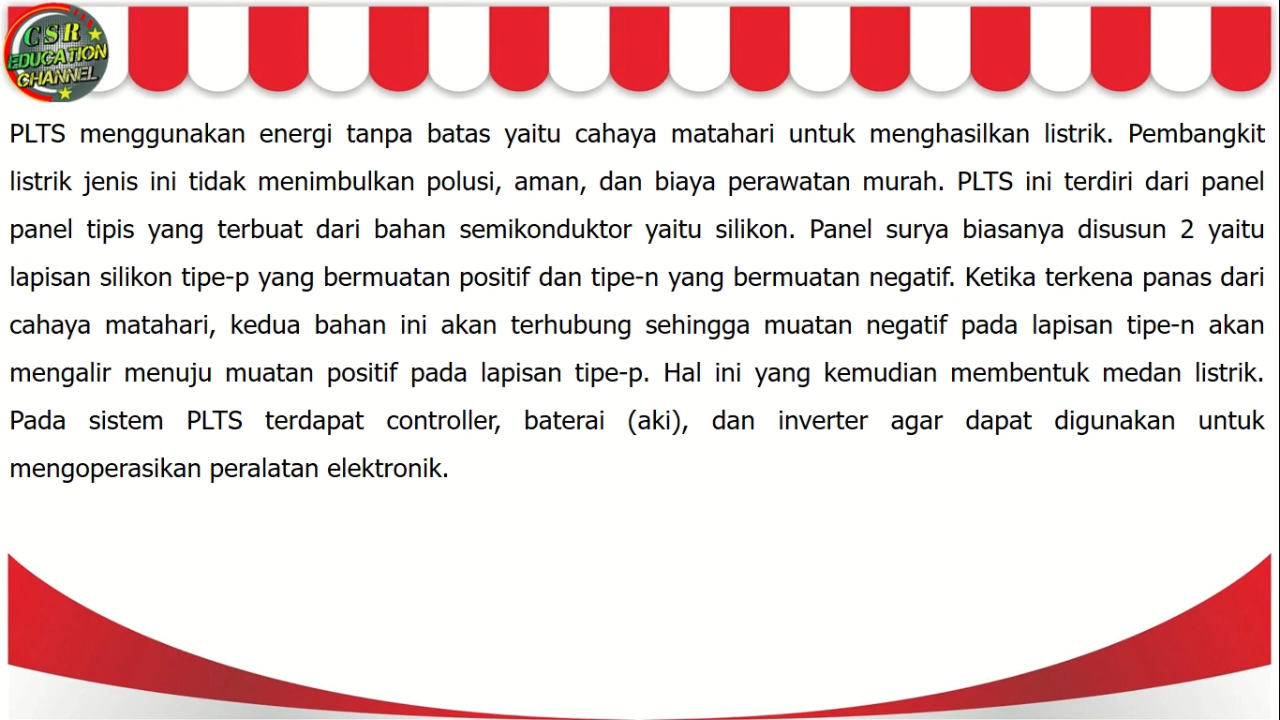 CSR
EDUCATION
CHANNEL
PLTS menggunakan energi tanpa batas yaitu cahaya matahari untuk menghasilkan listrik. Pembangkit
listrik jenis ini tidak menimbulkan polusi, aman, dan biaya perawatan murah. PLTS ini terdiri dari panel
panel tipis yang terbuat dari bahan semikonduktor yaitu silikon. Panel surya biasanya disusun 2 yaitu
lapisan silikon tipe-p yang bermuatan positif dan tipe-n yang bermuatan negatif. Ketika terkena panas dari
cahaya matahari, kedua bahan ini akan terhubung sehingga muatan negatif pada lapisan tipe-n akan
mengalir menuju muatan positif pada lapisan tipe-p. Hal ini yang kemudian membentuk medan listrik.
Pada sistem PLTS terdapat controller, baterai (aki), dan inverter agar dapat digunakan untuk
mengoperasikan peralatan elektronik.